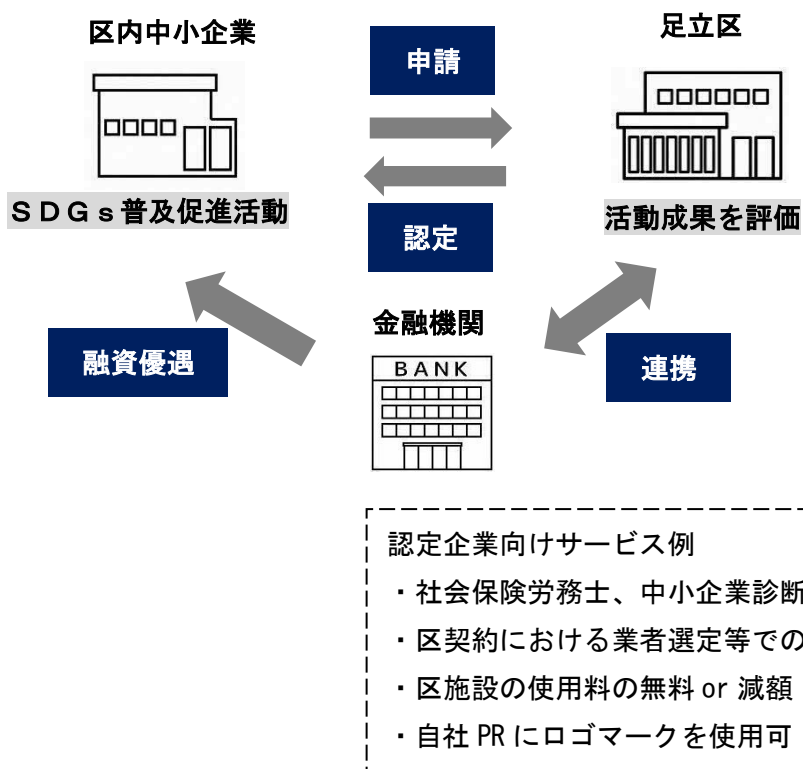 区内中小企業
足立区
申請
SDGs普及促進活動
活動成果を評価
認定
金融機関
融資優遇
BANK
連携
認定企業向けサービス例
・社会保険労務士、中小企業診断
・区契約における業者選定等での
・区施設の使用料の無料 or 減額
・自社 PR にロゴマークを使用可